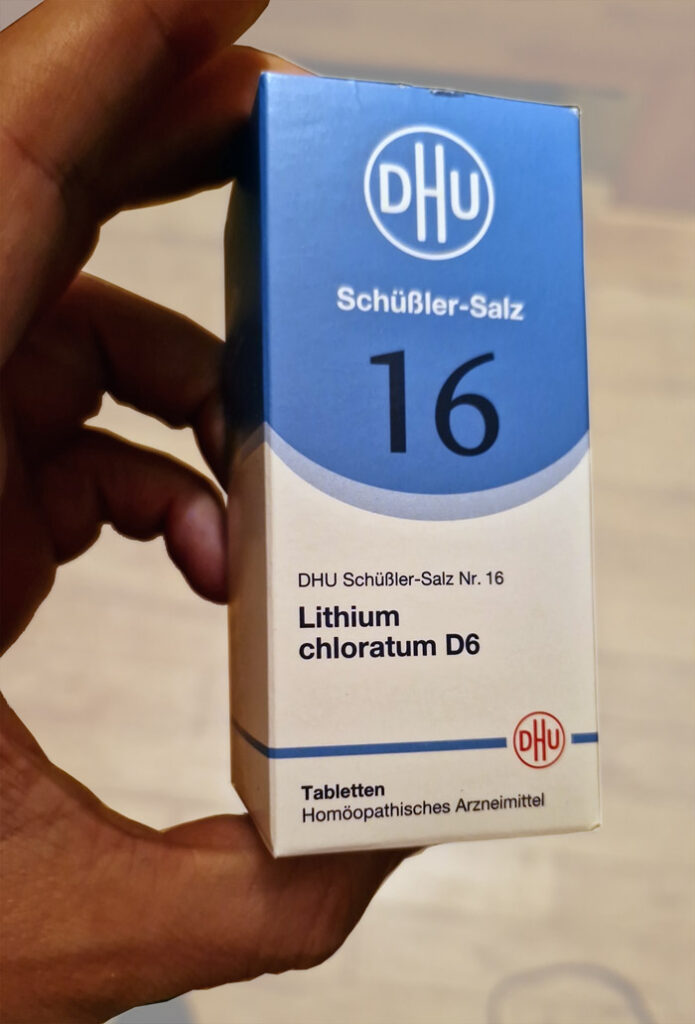 DHU
Schüßler-Salz
16
DHU Schüßler-Salz Nr. 16
Lithium
chloratum D6
DHU
Tabletten
Homöopathisches Arzneimittel